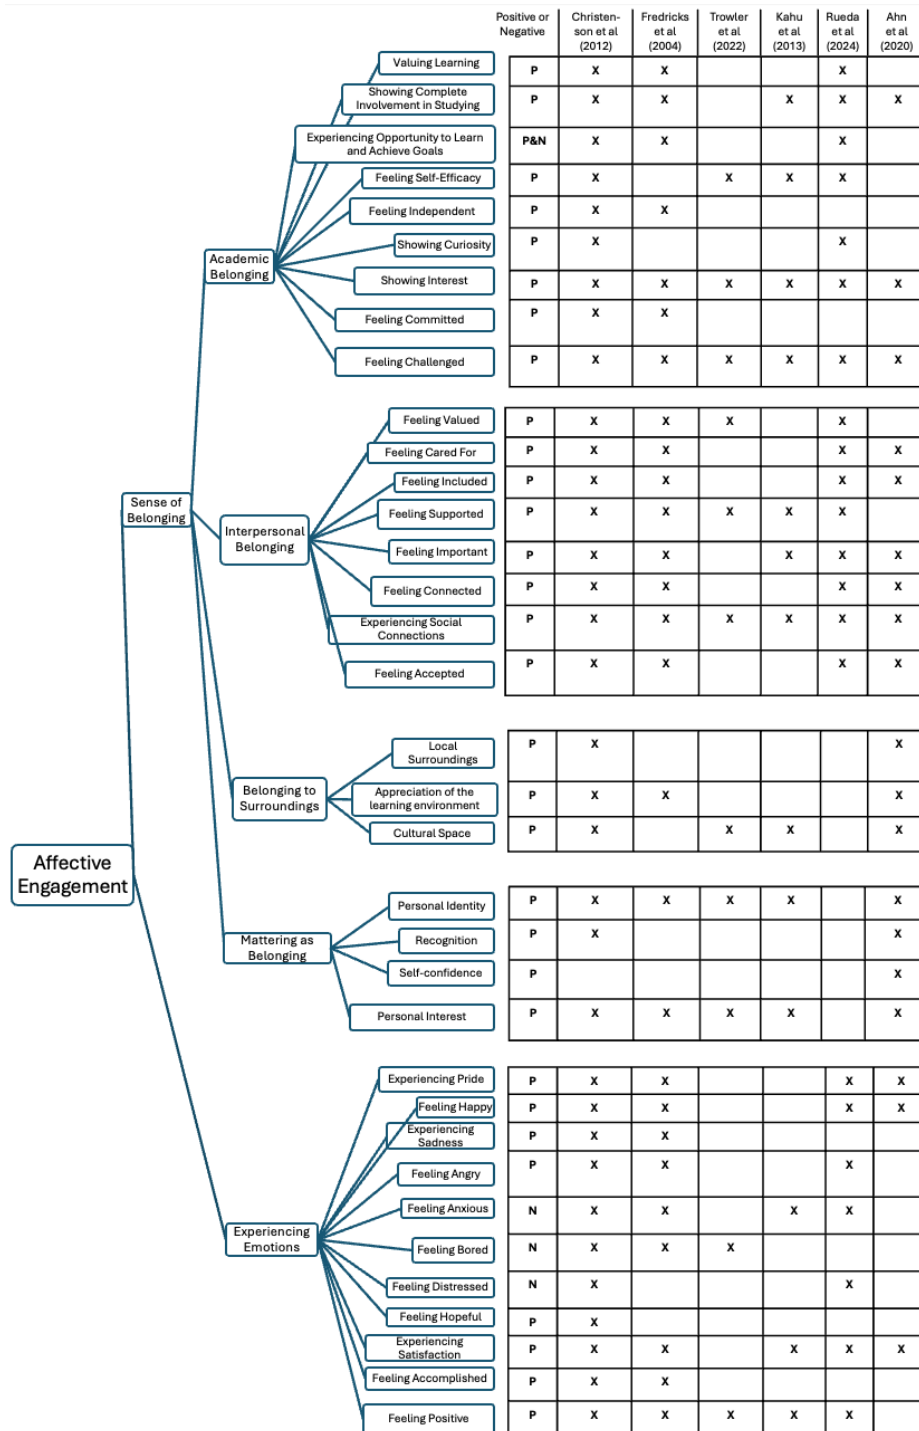 Positive or Christen- Fredricks Trowler Kahu Rueda Ahn
Negative son et al et al et al et al et al et al
(2012) (2004) (2022) (2013) (2024) (2020)
Valuing Learning P X X X
Showing Complete
Involvement in Studying P X X X X X
Experiencing Opportunity to Learn
and Achieve Goals P&N X X X
Feeling Self-Efficacy P X X X X
Feeling Independent P X X
Showing Curiosity P X X
Academic
Belonging
Showing Interest P X X X X X X
Feeling Committed P X X
Feeling Challenged P X X X X X X
Feeling Valued P X X X X
Feeling Cared For P X X X X
Feeling Included P X X X X
Sense of
Belonging
Feeling Supported P X X X X X
Interpersonal
Belonging
Feeling Important P X X X X X
Feeling Connected P X X X X
Experiencing Social
Connections P X X X X X X
Feeling Accepted P X X X X
Local
Surroundings P X X
Belonging to
Surroundings
Appreciation of the
learning environment P X X X
Cultural Space P X X X X
Affective
Engagement
Personal Identity P X X X X X
Recognition P X X
Mattering as
Belonging
Self-confidence P X
Personal Interest P X X X X X
Experiencing Pride P X X X X
Feeling Happy P X X X X
Experiencing
Sadness P X X
Feeling Angry P X X X
Feeling Anxious N X X X X
Experiencing
Emotions
Feeling Bored N X X X
Feeling Distressed N X X
Feeling Hopeful P X
Experiencing
Satisfaction P X X X X X
Feeling Accomplished P X X
Feeling Positive P X X X X X